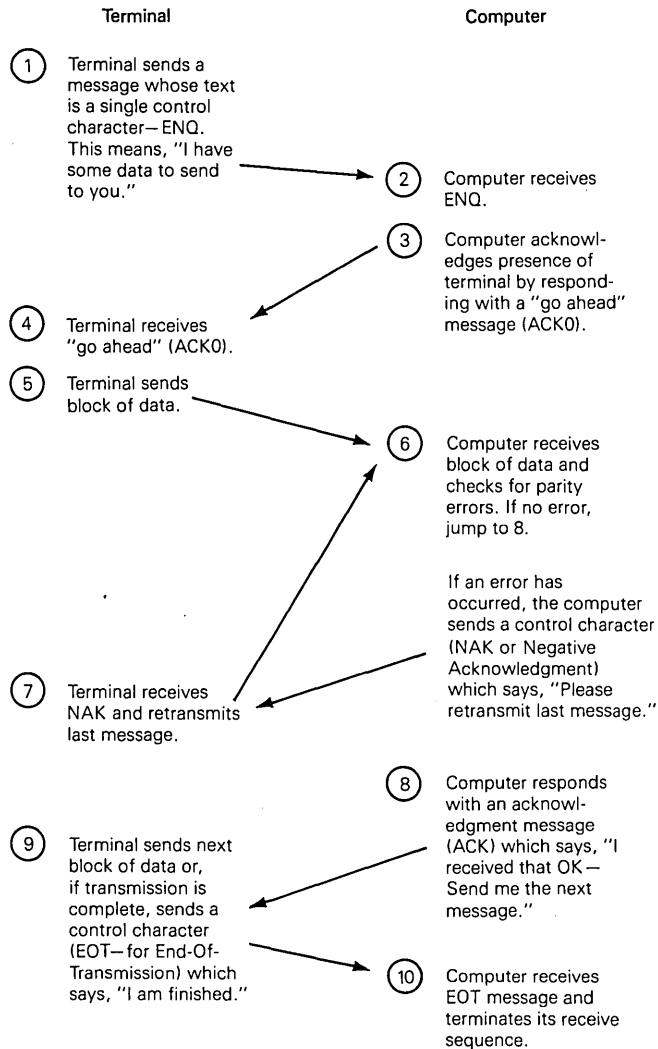 Terminal
Computer
1
Terminal sends a
message whose text
is a single control
character—ENQ.
This means, "I have
some data to send
to you."
2
Computer receives
ENQ.
3
Computer acknowl-
edges presence of
terminal by respond-
ing with a "go ahead"
message (ACK0).
4
Terminal receives
"go ahead" (ACK0).
5
Terminal sends
block of data.
6
Computer receives
block of data and
checks for parity
errors. If no error,
jump to 8.
If an error has
occurred, the computer
sends a control character
(NAK or Negative
Acknowledgment)
which says, "Please
retransmit last message."
7
Terminal receives
NAK and retransmits
last message.
8
Computer responds
with an acknowl-
edgment message
(ACK) which says, "I
received that OK—
Send me the next
message."
9
Terminal sends next
block of data or,
if transmission is
complete, sends a
control character
(EOT—for End-Of-
Transmission) which
says, "I am finished."
10
Computer receives
EOT message and
terminates its receive
sequence.